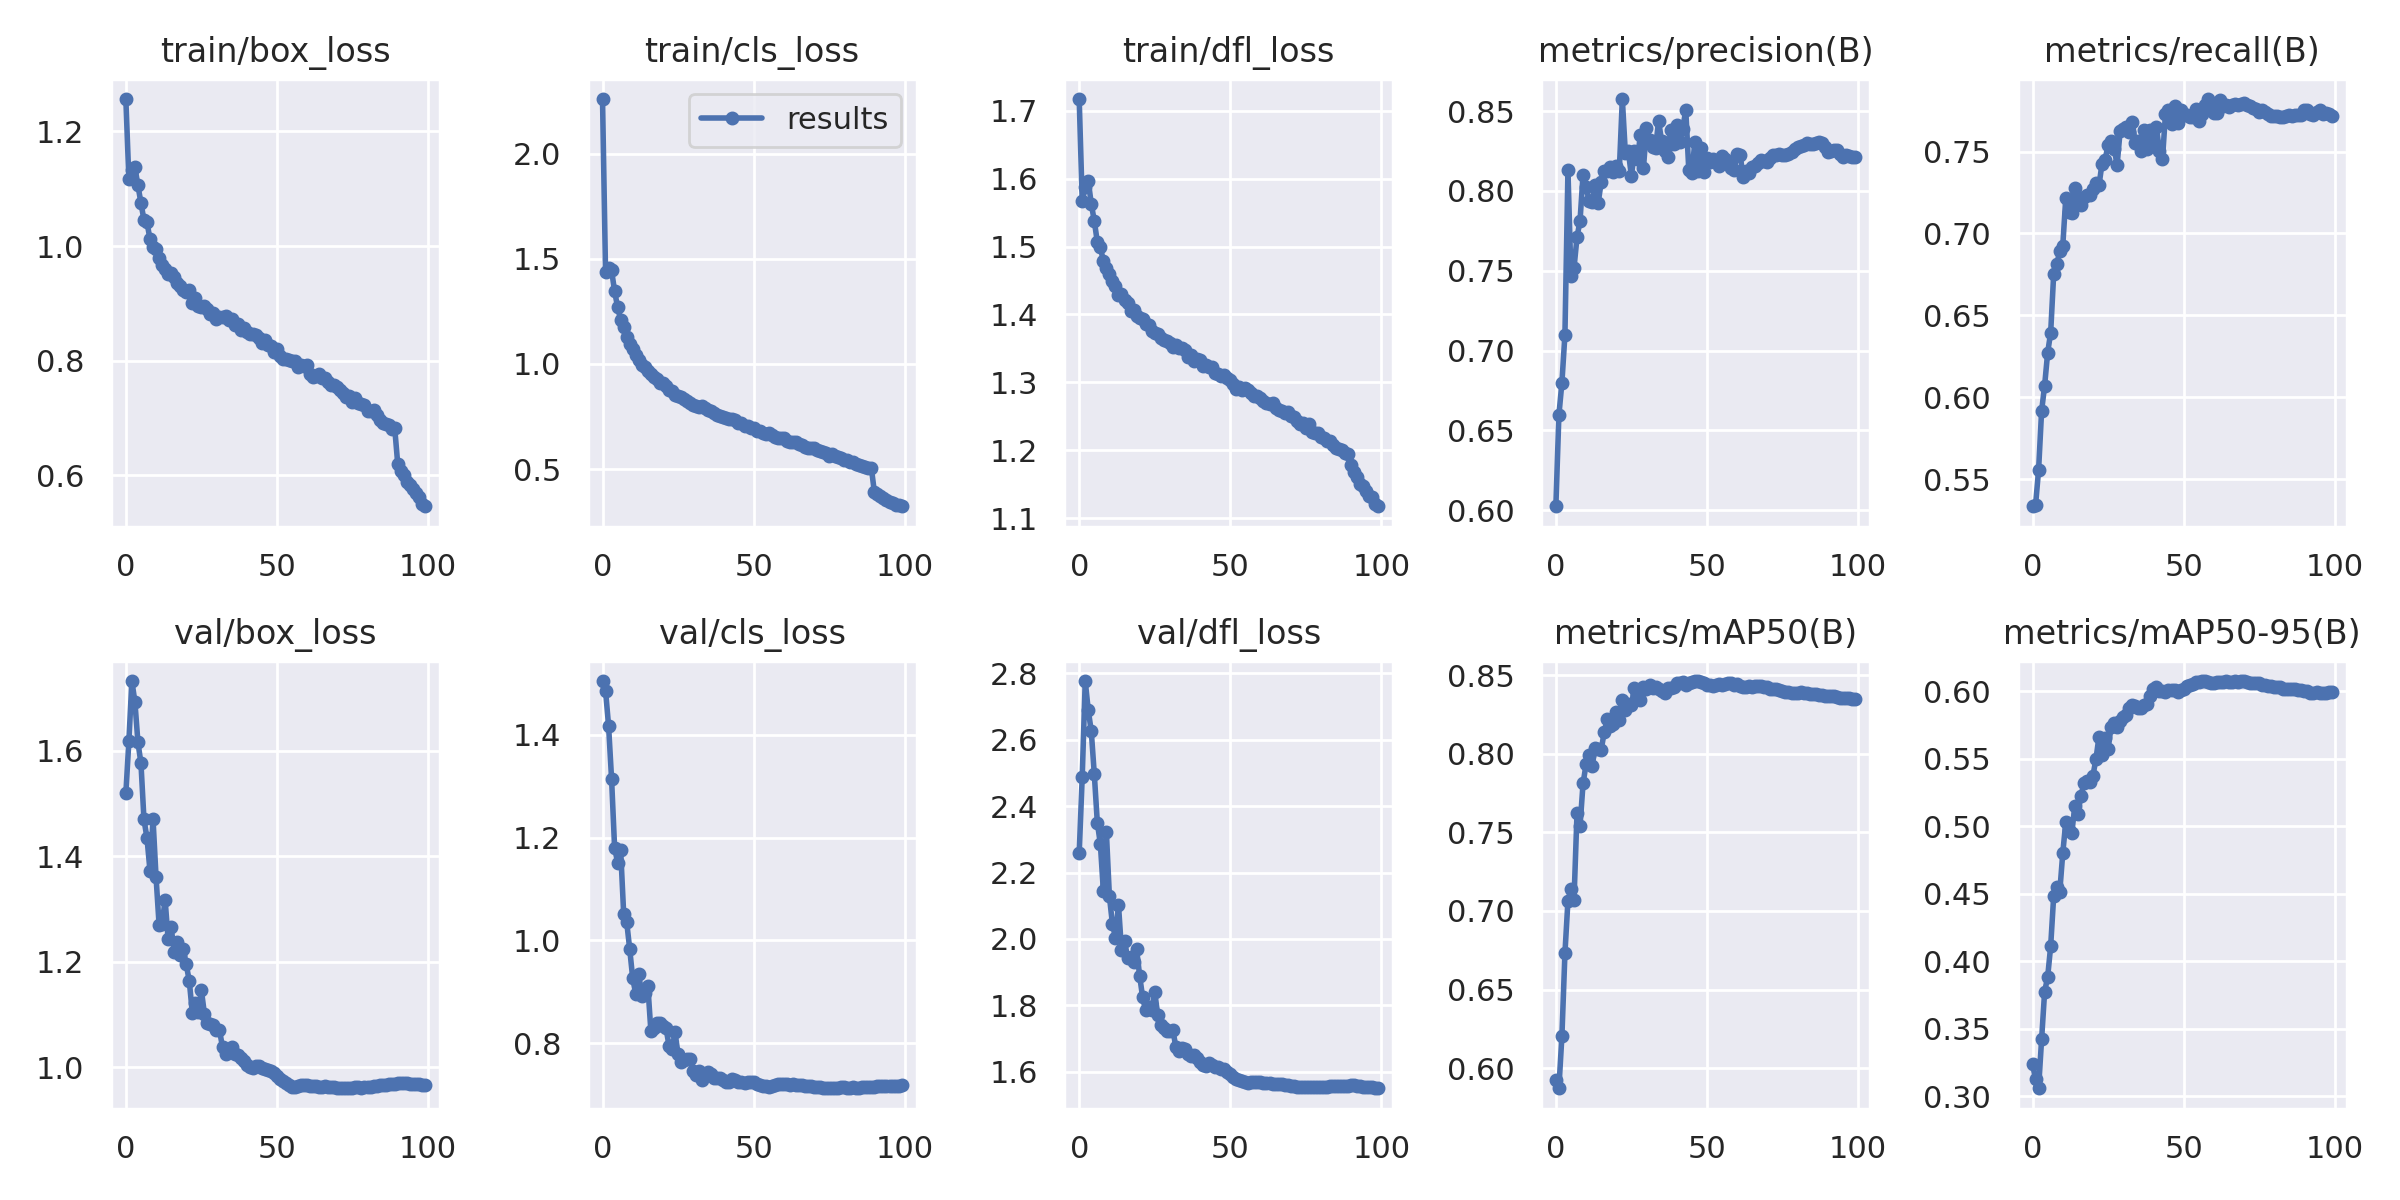 train/box_loss
1.2
1.0
0.8
0.6
0 50 100
train/cls_loss
results
2.0
1.5
1.0
0.5
0 50 100
train/dfl_loss
1.7
1.6
1.5
1.4
1.3
1.2
1.1
0 50 100
metrics/precision(B)
0.85
0.80
0.75
0.70
0.65
0.60
0 50 100
metrics/recall(B)
0.75
0.70
0.65
0.60
0.55
0 50 100
val/box_loss
1.6
1.4
1.2
1.0
0 50 100
val/cls_loss
1.4
1.2
1.0
0.8
0 50 100
val/dfl_loss
2.8
2.6
2.4
2.2
2.0
1.8
1.6
0 50 100
metrics/mAP50(B)
0.85
0.80
0.75
0.70
0.65
0.60
0 50 100
metrics/mAP50-95(B)
0.60
0.55
0.50
0.45
0.40
0.35
0.30
0 50 100